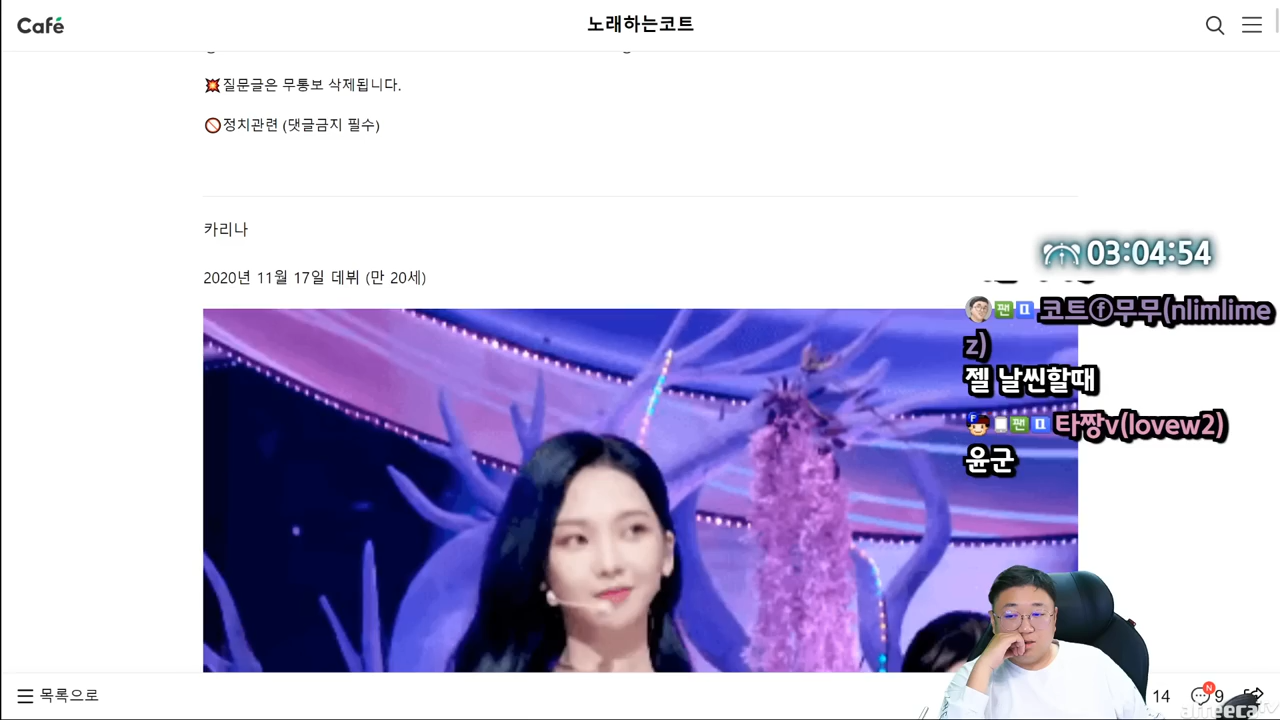 Café
노래하는코트
💥질문글은 무통보 삭제됩니다.
🚫정치관련 (댓글금지 필수)
카리나
2020년 11월 17일 데뷔 (만 20세)
03:04:54
팬 코트ⓕ무무(nlimlime
z)
젤 날씬할때
F 팬 타짱v(lovew2)
윤군
목록으로
14
N
9
afreecaTV